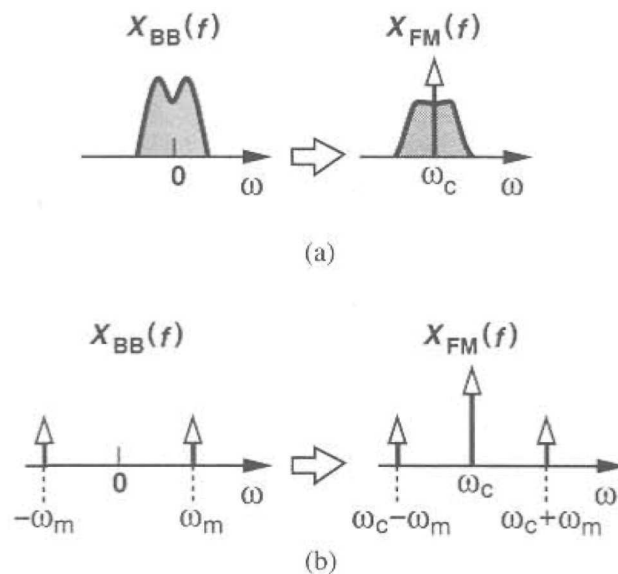 X_BB(f) X_FM(f)
0 ω ω_c ω
(a)
X_BB(f) X_FM(f)
0 ω ω_c ω
−ω_m ω_m ω_c−ω_m ω_c+ω_m
(b)